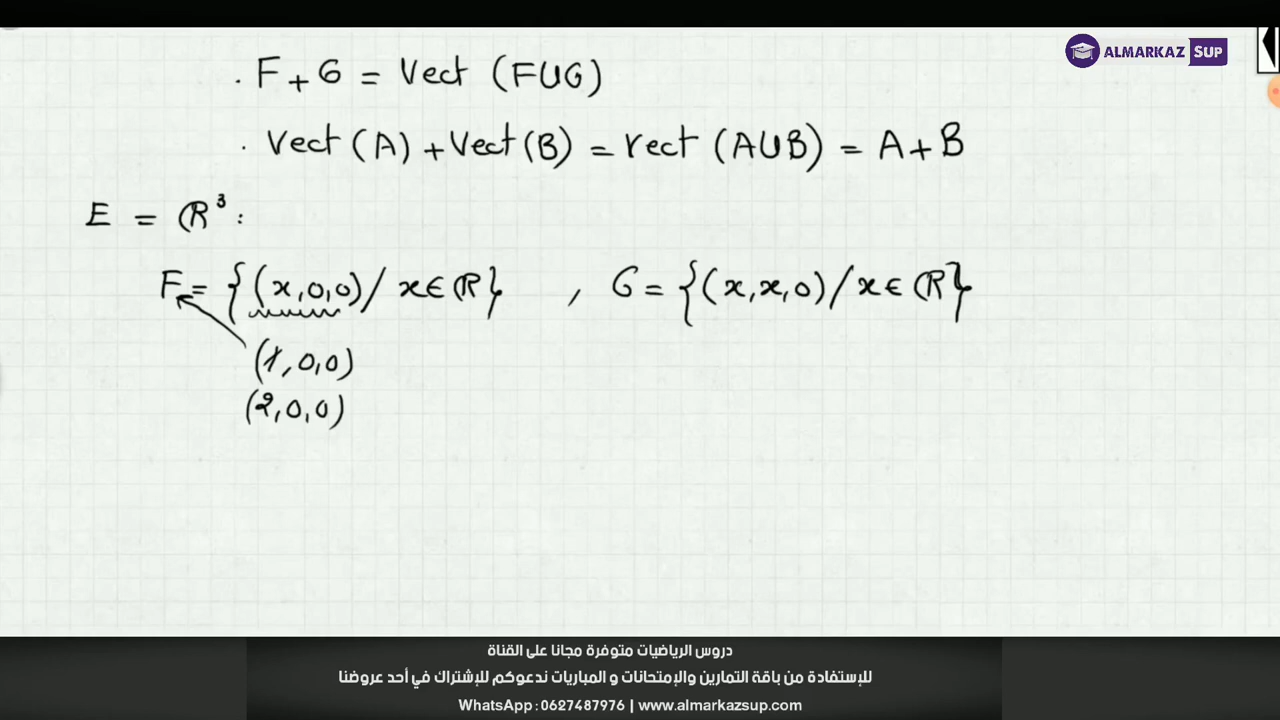 ALMARKAZ SUP
. F + G = Vect (F∪G)
. Vect (A) + Vect (B) = Vect (A∪B) = A + B
E = ℝ³ :
F = {(x,0,0) / x ∈ ℝ} , G = {(x,x,0) / x ∈ ℝ}
(1,0,0)
(2,0,0)
دروس الرياضيات متوفرة مجانا على القناة
للإستفادة من باقة التمارين والإمتحانات و المباريات ندعوكم للإشتراك في أحد عروضنا
WhatsApp : 0627487976 | www.almarkazsup.com